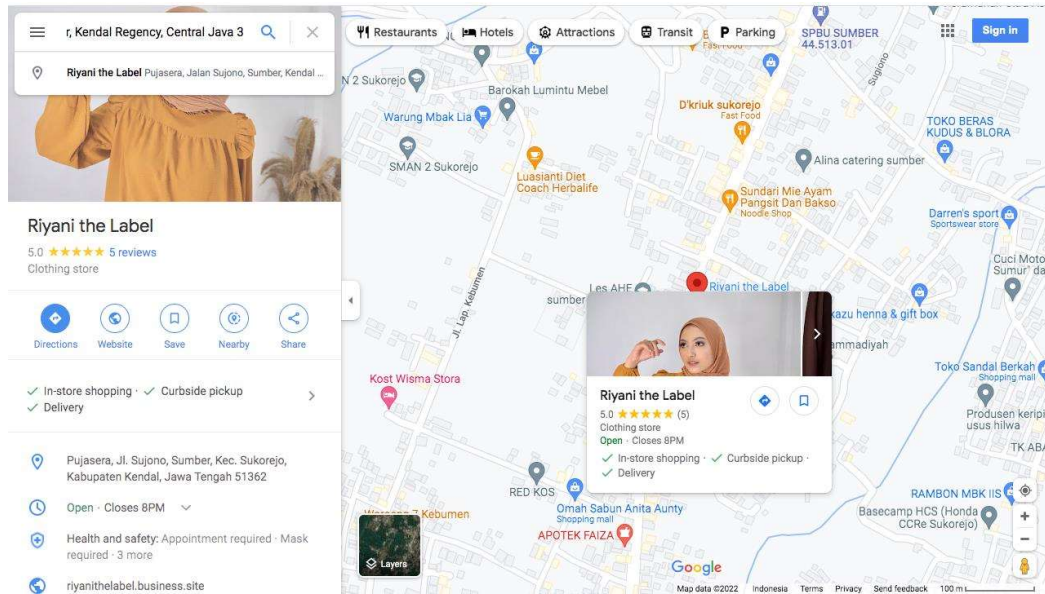 r, Kendal Regency, Central Java 3
Riyani the Label Pujasera, Jalan Sujono, Sumber, Kendal ...
Riyani the Label
5.0 5 reviews
Clothing store
Directions Website Save Nearby Share
In-store shopping · Curbside pickup
Delivery
Pujasera, Jl. Sujono, Sumber, Kec. Sukorejo,
Kabupaten Kendal, Jawa Tengah 51362
Open · Closes 8PM
Health and safety: Appointment required · Mask
required · 3 more
riyanithelabel.business.site
Restaurants Hotels Attractions Transit Parking
Sign in
SPBU SUMBER
44.513.01
Fast Food
N 2 Sukorejo
Barokah Lumintu Mebel
Warung Mbak Lia
SMAN 2 Sukorejo
Luasianti Diet
Coach Herbalife
D'kriuk sukorejo
Fast Food
Sugiono
TOKO BERAS
KUDUS & BLORA
Alina catering sumber
Sundari Mie Ayam
Pangsit Dan Bakso
Noodle Shop
Darren's sport
Sportswear store
Cuci Moto
Sumur' da
Jl. Lap. Kebumen
Les AHE
sumber
Riyani the Label
kazu henna & gift box
ammadiyah
Kost Wisma Stora
Toko Sandal Berkah
Shopping mall
Produsen keripi
usus hilwa
TK ABA
Riyani the Label
5.0 (5)
Clothing store
Open · Closes 8PM
In-store shopping · Curbside pickup ·
Delivery
RED KOS
Kebumen
Omah Sabun Anita Aunty
Shopping mall
APOTEK FAIZA
RAMBON MBK IIS
Basecamp HCS (Honda
CCRe Sukorejo)
Layers
Google
Map data ©2022 Indonesia Terms Privacy Send feedback 100 m